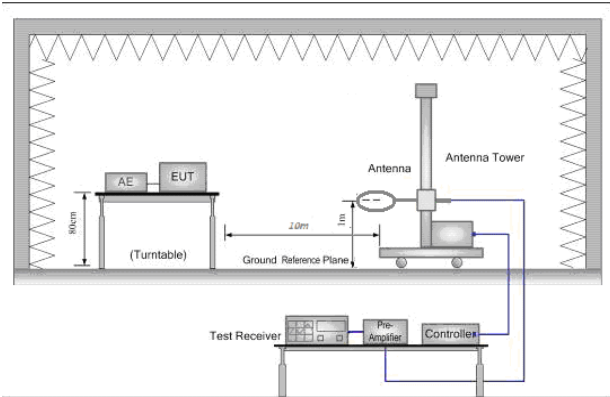 Antenna Tower
Antenna
AE
EUT
80cm
(Turntable)
10m
1m
Ground Reference Plane
Test Receiver
Pre-
Amplifier
Controller